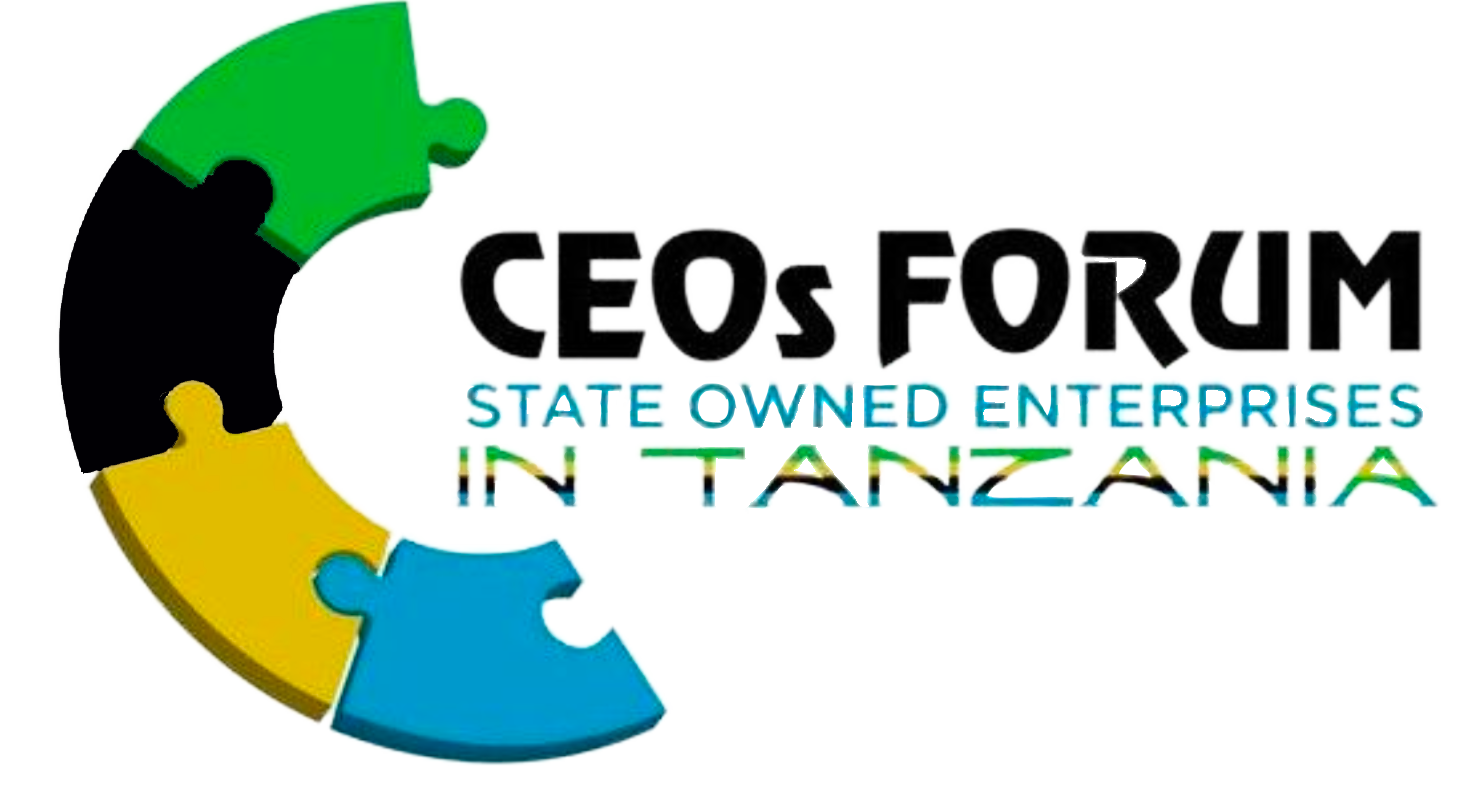 CEOs FORUM
STATE OWNED ENTERPRISES
IN TANZANIA